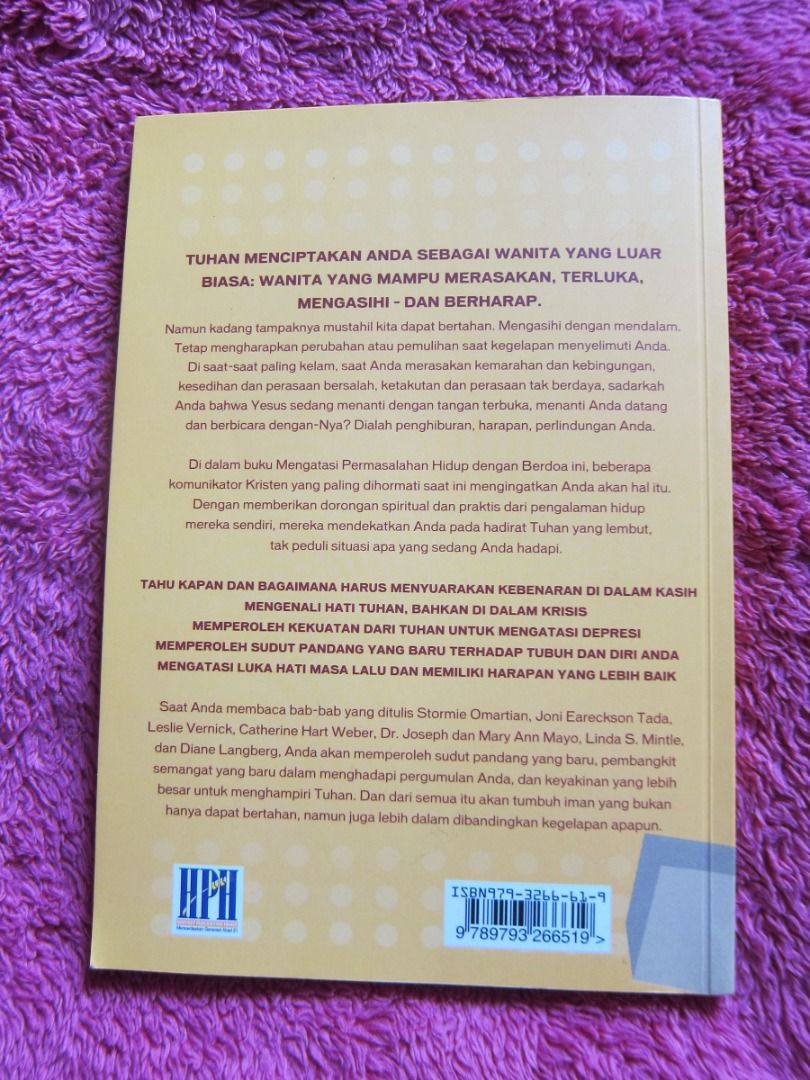 TUHAN MENCIPTAKAN ANDA SEBAGAI WANITA YANG LUAR
BIASA: WANITA YANG MAMPU MERASAKAN, TERLUKA,
MENGASIHI - DAN BERHARAP.
Namun kadang tampaknya mustahil kita dapat bertahan. Mengasihi dengan mendalam.
Tetap mengharapkan perubahan atau pemulihan saat kegelapan menyelimuti Anda.
Di saat-saat paling kelam, saat Anda merasakan kemarahan dan kebingungan,
kesedihan dan perasaan bersalah, ketakutan dan perasaan tak berdaya, sadarkah
Anda bahwa Yesus sedang menanti dengan tangan terbuka, menanti Anda datang
dan berbicara dengan-Nya? Dialah penghiburan, harapan, perlindungan Anda.
Di dalam buku Mengatasi Permasalahan Hidup dengan Berdoa ini, beberapa
komunikator Kristen yang paling dihormati saat ini mengingatkan Anda akan hal itu.
Dengan memberikan dorongan spiritual dan praktis dari pengalaman hidup
mereka sendiri, mereka mendekatkan Anda pada hadirat Tuhan yang lembut,
tak peduli situasi apa yang sedang Anda hadapi.
TAHU KAPAN DAN BAGAIMANA HARUS MENYUARAKAN KEBENARAN DI DALAM KASIH
MENGENALI HATI TUHAN, BAHKAN DI DALAM KRISIS
MEMPEROLEH KEKUATAN DARI TUHAN UNTUK MENGATASI DEPRESI
MEMPEROLEH SUDUT PANDANG YANG BARU TERHADAP TUBUH DAN DIRI ANDA
MENGATASI LUKA HATI MASA LALU DAN MEMILIKI HARAPAN YANG LEBIH BAIK
Saat Anda membaca bab-bab yang ditulis Stormie Omartian, Joni Eareckson Tada,
Leslie Vernick, Catherine Hart Weber, Dr. Joseph dan Mary Ann Mayo, Linda S. Mintle,
dan Diane Langberg, Anda akan memperoleh sudut pandang yang baru, pembangkit
semangat yang baru dalam menghadapi pergumulan Anda, dan keyakinan yang lebih
besar untuk menghampiri Tuhan. Dan dari semua itu akan tumbuh iman yang bukan
hanya dapat bertahan, namun juga lebih dalam dibandingkan kegelapan apapun.
HPH
ISBN979-3266-61-9
9 789793 266519 >